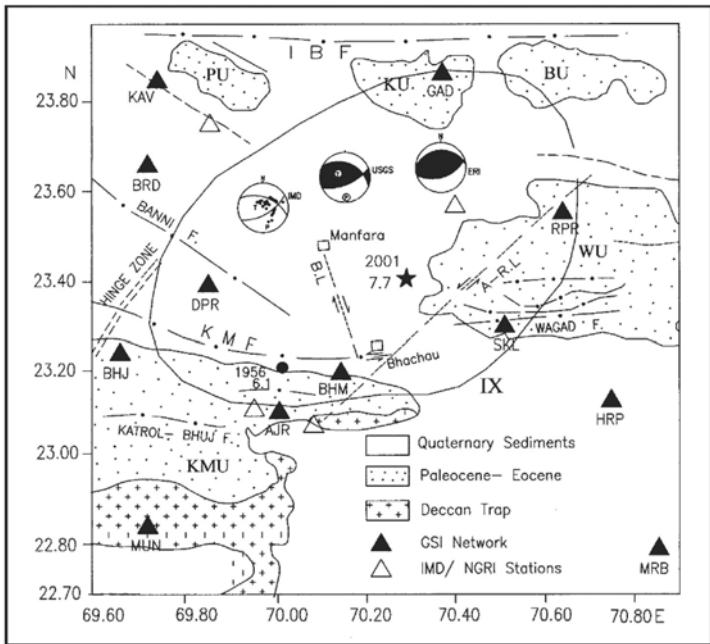 I B F
N
PU
KU
BU
23.80
KAV
GAD
BRD
23.60
IMD
USGS
P
N
ERI
BANNI F.
Manfara
RPR
HINGE ZONE
2001
7.7
WU
23.40
DPR
B.L
A-R.L
K M F
WAGAD F.
SKL
BHJ
Bhachau
23.20
1956
6.1
BHM
IX
AJR
HRP
KATROL- BHUJ F.
23.00
KMU
Quaternary Sediments
Paleocene- Eocene
Deccan Trap
22.80
MUN
GSI Network
IMD/ NGRI Stations
MRB
22.70
69.60 69.80 70.00 70.20 70.40 70.60 70.80 E